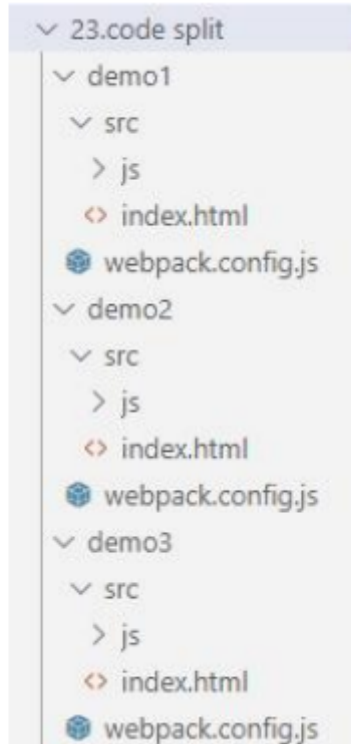 23.code split
demo1
src
js
index.html
webpack.config.js
demo2
src
js
index.html
webpack.config.js
demo3
src
js
index.html
webpack.config.js